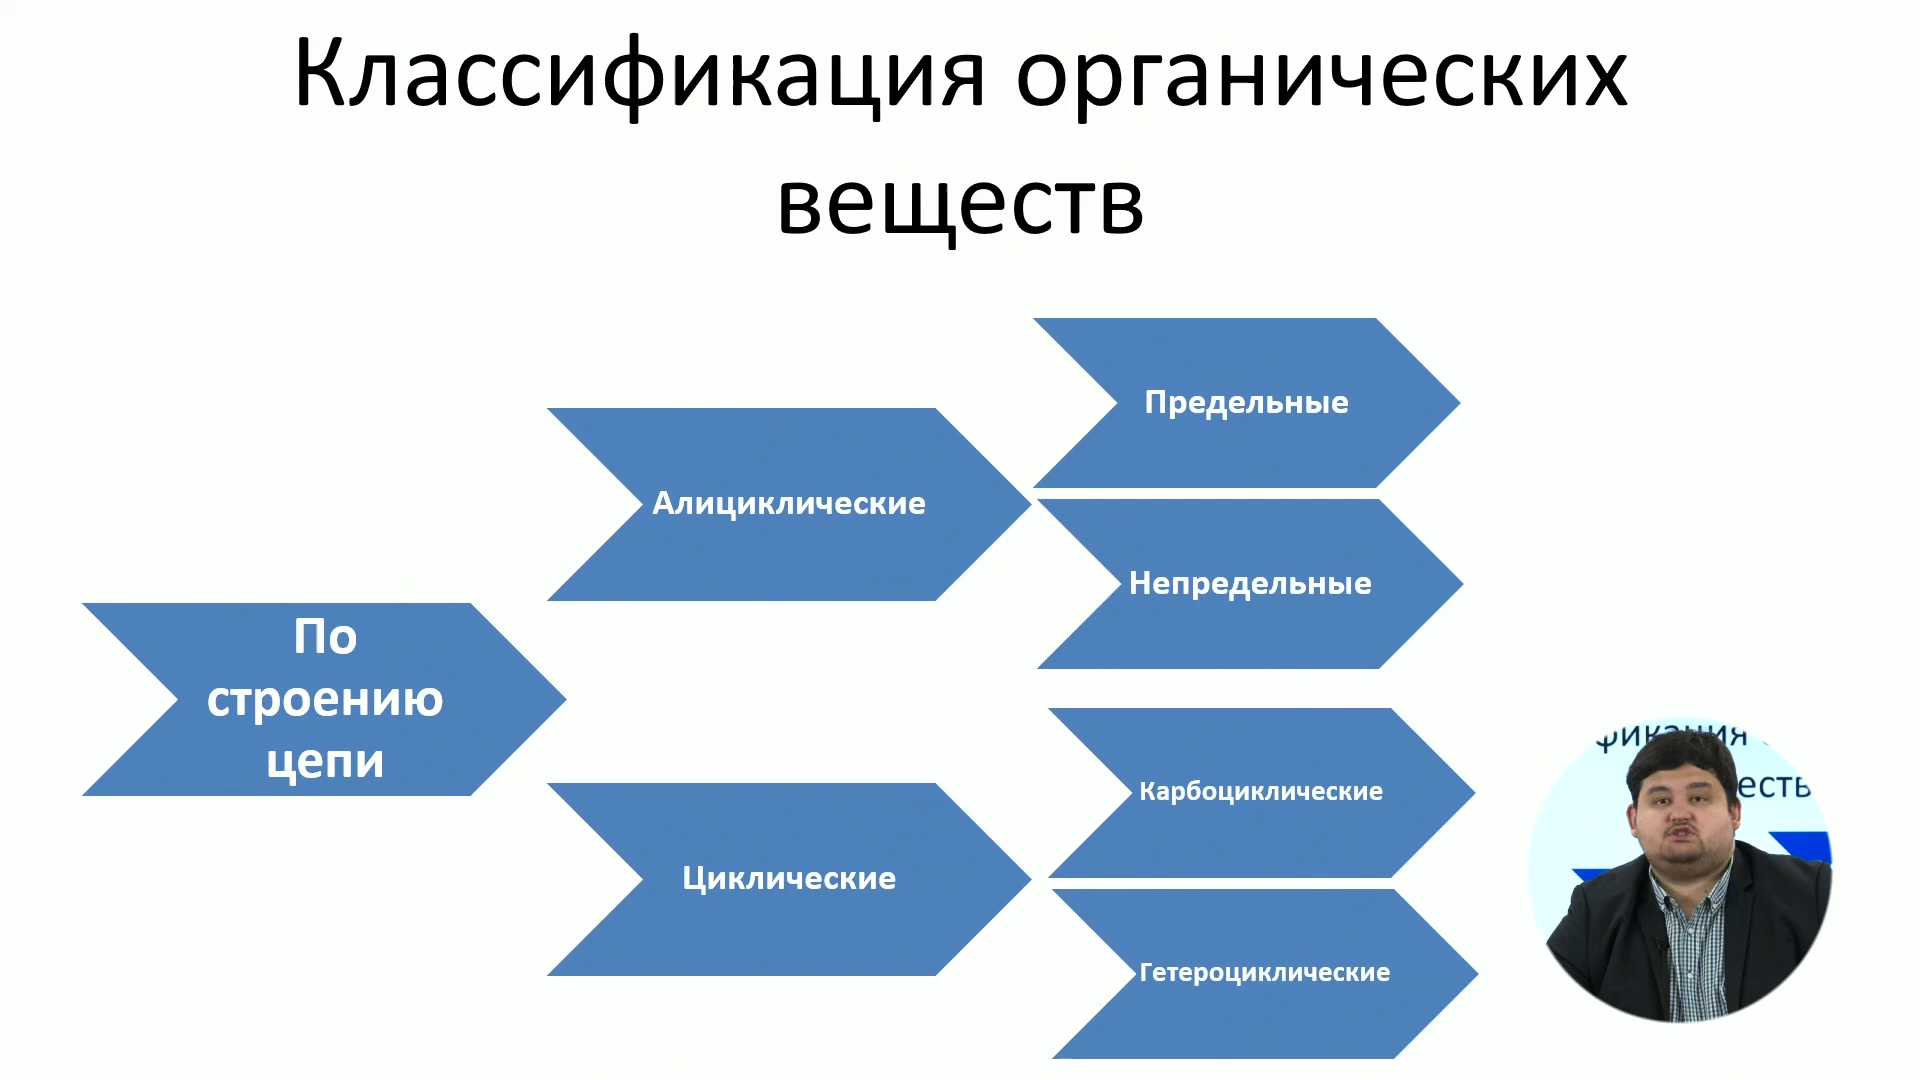 Классификация органических
веществ
Предельные
Алициклические
Непредельные
По
строению
цепи
Карбоциклические
Циклические
Гетероциклические